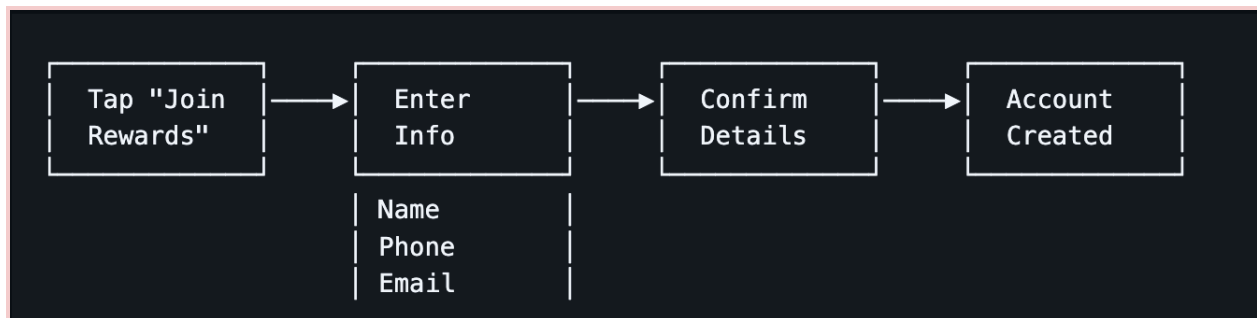 Tap "Join
Rewards"
Enter
Info
Confirm
Details
Account
Created
Name
Phone
Email